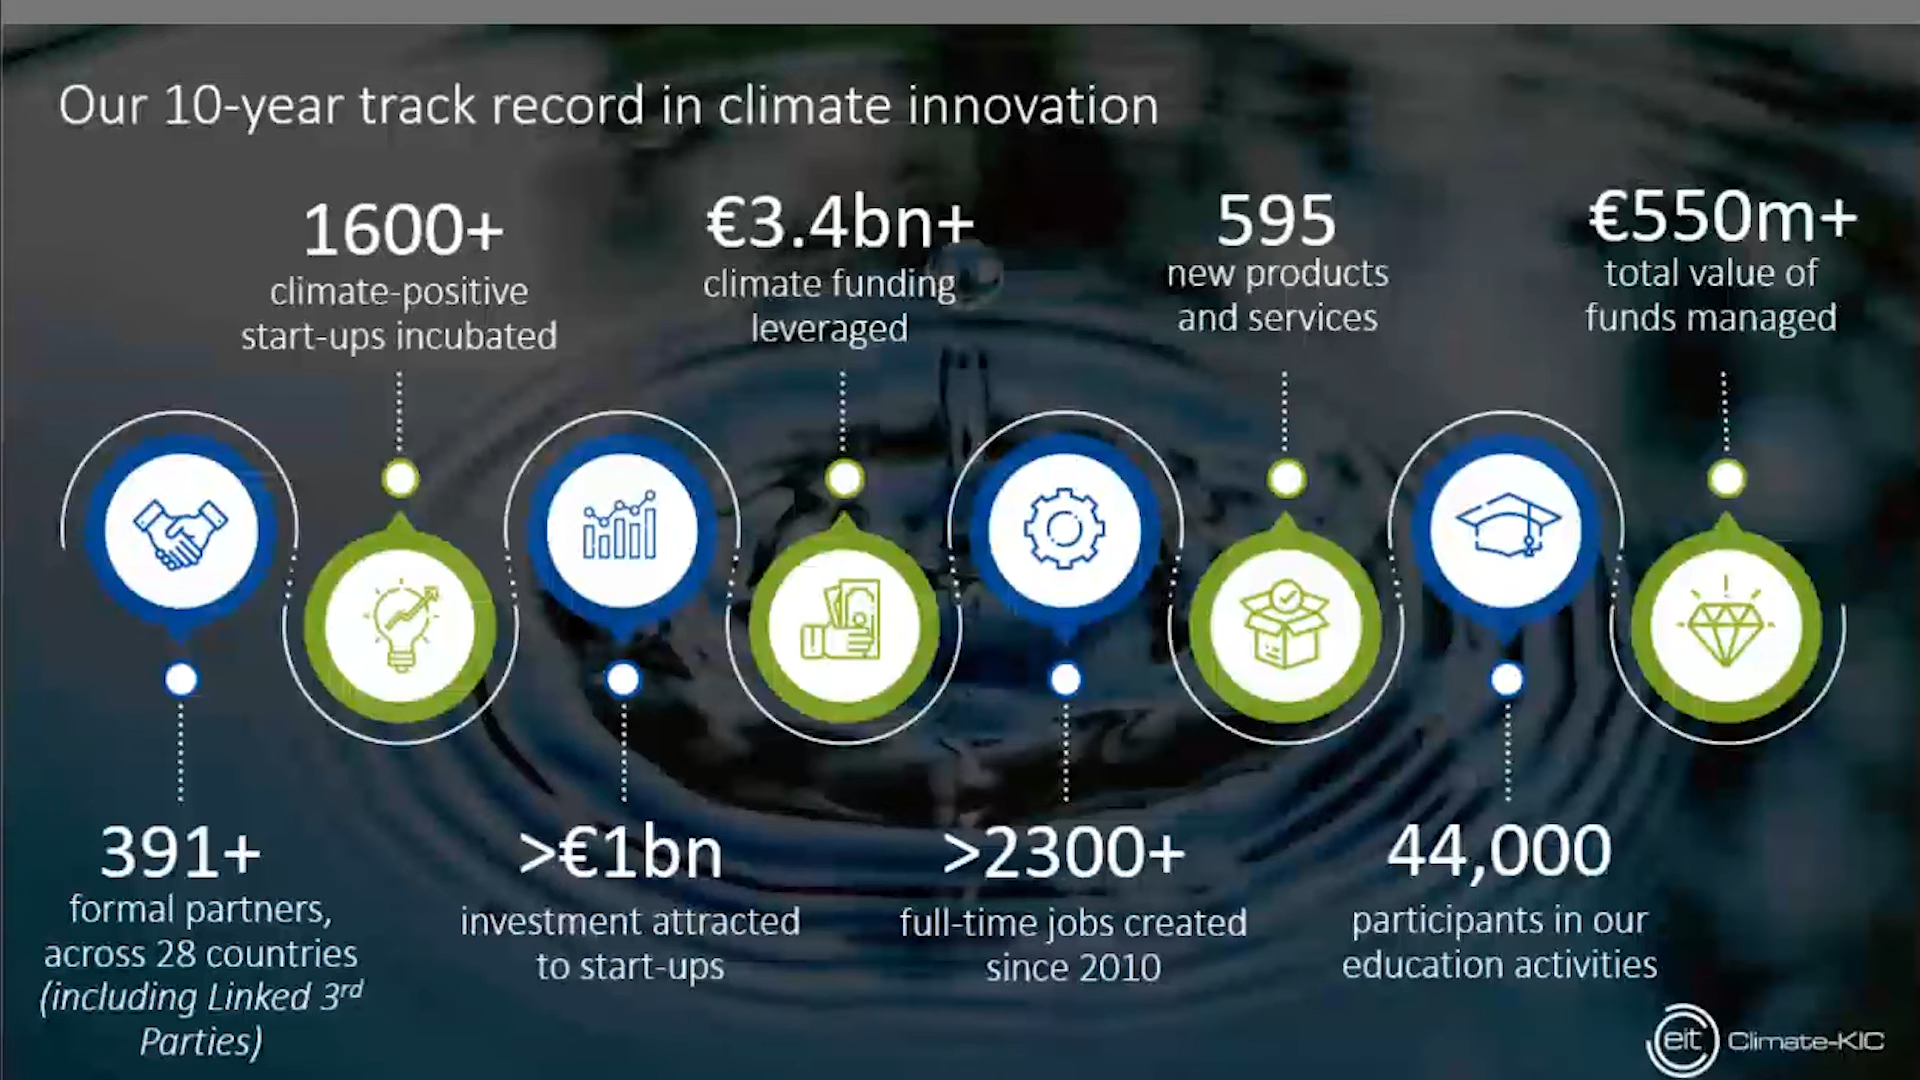 Our 10-year track record in climate innovation
1600+
climate-positive
start-ups incubated
€3.4bn+
climate funding
leveraged
595
new products
and services
€550m+
total value of
funds managed
391+
formal partners,
across 28 countries
(including Linked 3rd
Parties)
>€1bn
investment attracted
to start-ups
>2300+
full-time jobs created
since 2010
44,000
participants in our
education activities
eit Climate-KIC